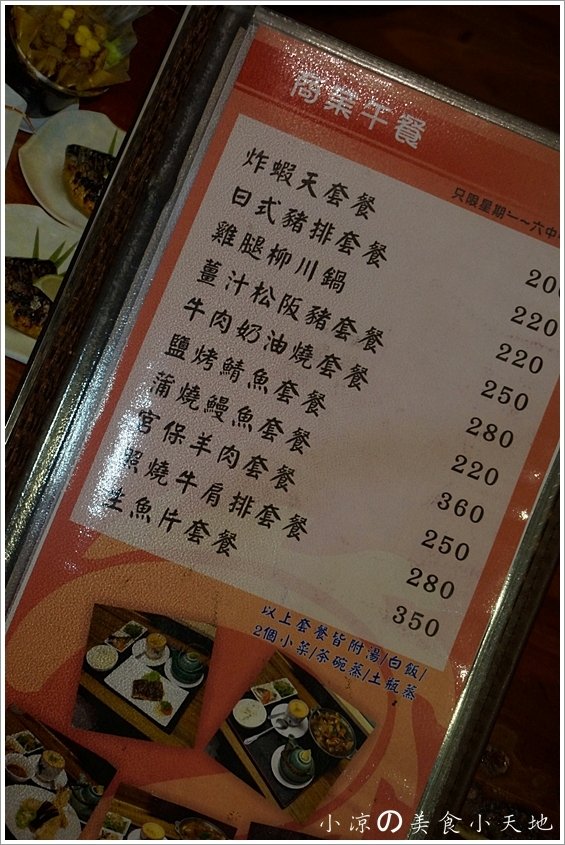 商業午餐
只限星期一~六中
炸蝦天套餐 200
日式豬排套餐 220
雞腿柳川鍋 220
薑汁松阪豬套餐 250
牛肉奶油燒套餐 280
鹽烤鯖魚套餐 220
蒲燒鰻魚套餐 360
宮保羊肉套餐 250
照燒牛肩排套餐 280
生魚片套餐 350
以上套餐皆附湯/白飯/
2個小菜/茶碗蒸/土瓶蒸
小涼の美食小天地